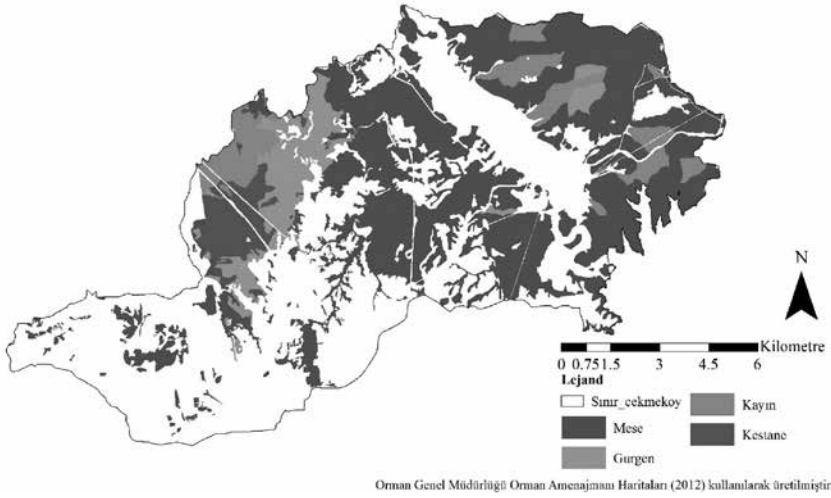 N
Kilometre
0 0.75 1.5 3 4.5 6
Lejand
Sınır_cekmekoy
Mese
Gurgen
Kayın
Kestane
Orman Genel Müdürlüğü Orman Amenajmanı Haritaları (2012) kullanılarak üretilmiştir